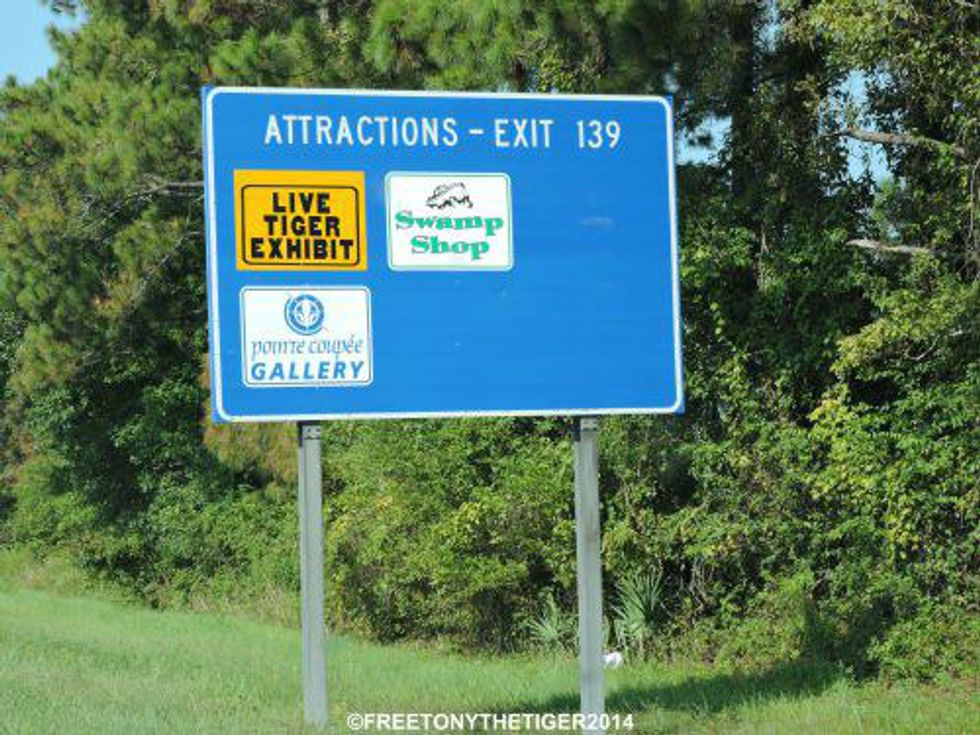 ATTRACTIONS - EXIT 139
LIVE
TIGER
EXHIBIT
Swamp
Shop
pointe coupée
GALLERY
©FREETONYTHETIGER2014